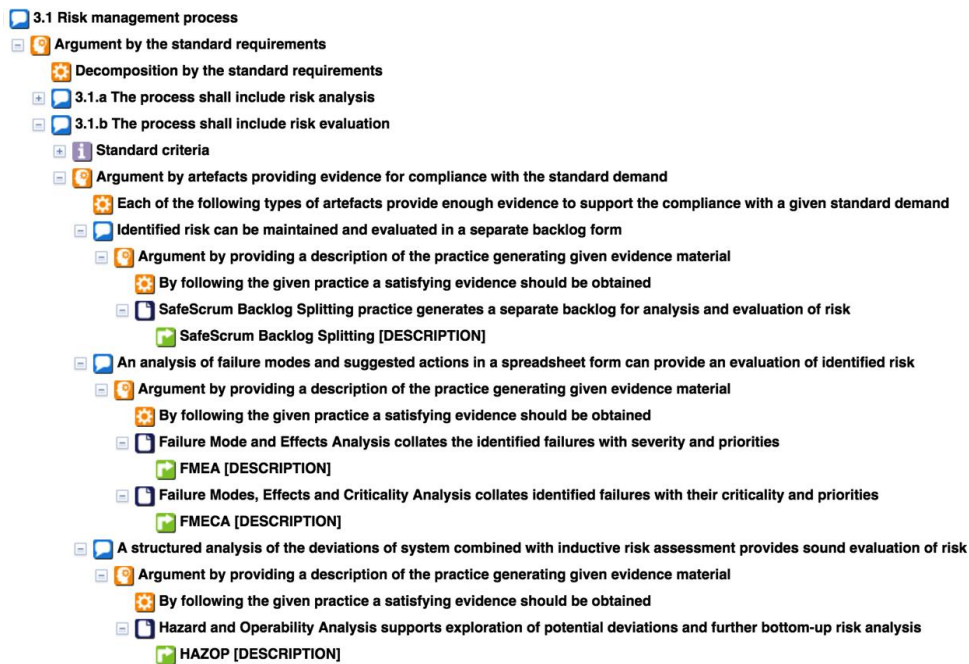 3.1 Risk management process
Argument by the standard requirements
Decomposition by the standard requirements
3.1.a The process shall include risk analysis
3.1.b The process shall include risk evaluation
Standard criteria
Argument by artefacts providing evidence for compliance with the standard demand
Each of the following types of artefacts provide enough evidence to support the compliance with a given standard demand
Identified risk can be maintained and evaluated in a separate backlog form
Argument by providing a description of the practice generating given evidence material
By following the given practice a satisfying evidence should be obtained
SafeScrum Backlog Splitting practice generates a separate backlog for analysis and evaluation of risk
SafeScrum Backlog Splitting [DESCRIPTION]
An analysis of failure modes and suggested actions in a spreadsheet form can provide an evaluation of identified risk
Argument by providing a description of the practice generating given evidence material
By following the given practice a satisfying evidence should be obtained
Failure Mode and Effects Analysis collates the identified failures with severity and priorities
FMEA [DESCRIPTION]
Failure Modes, Effects and Criticality Analysis collates identified failures with their criticality and priorities
FMECA [DESCRIPTION]
A structured analysis of the deviations of system combined with inductive risk assessment provides sound evaluation of risk
Argument by providing a description of the practice generating given evidence material
By following the given practice a satisfying evidence should be obtained
Hazard and Operability Analysis supports exploration of potential deviations and further bottom-up risk analysis
HAZOP [DESCRIPTION]